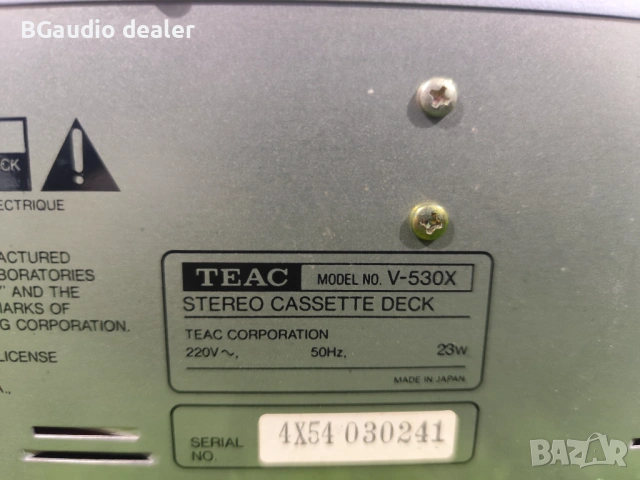 BGaudio dealer
CK
ECTRIQUE
ACTURED
BORATORIES
" AND THE
MARKS OF
G CORPORATION.
LICENSE
A.,
TEAC MODEL NO. V-530X
STEREO CASSETTE DECK
TEAC CORPORATION
220V～, 50Hz, 23W
MADE IN JAPAN
SERIAL NO. 4X54 030241
BAZAR